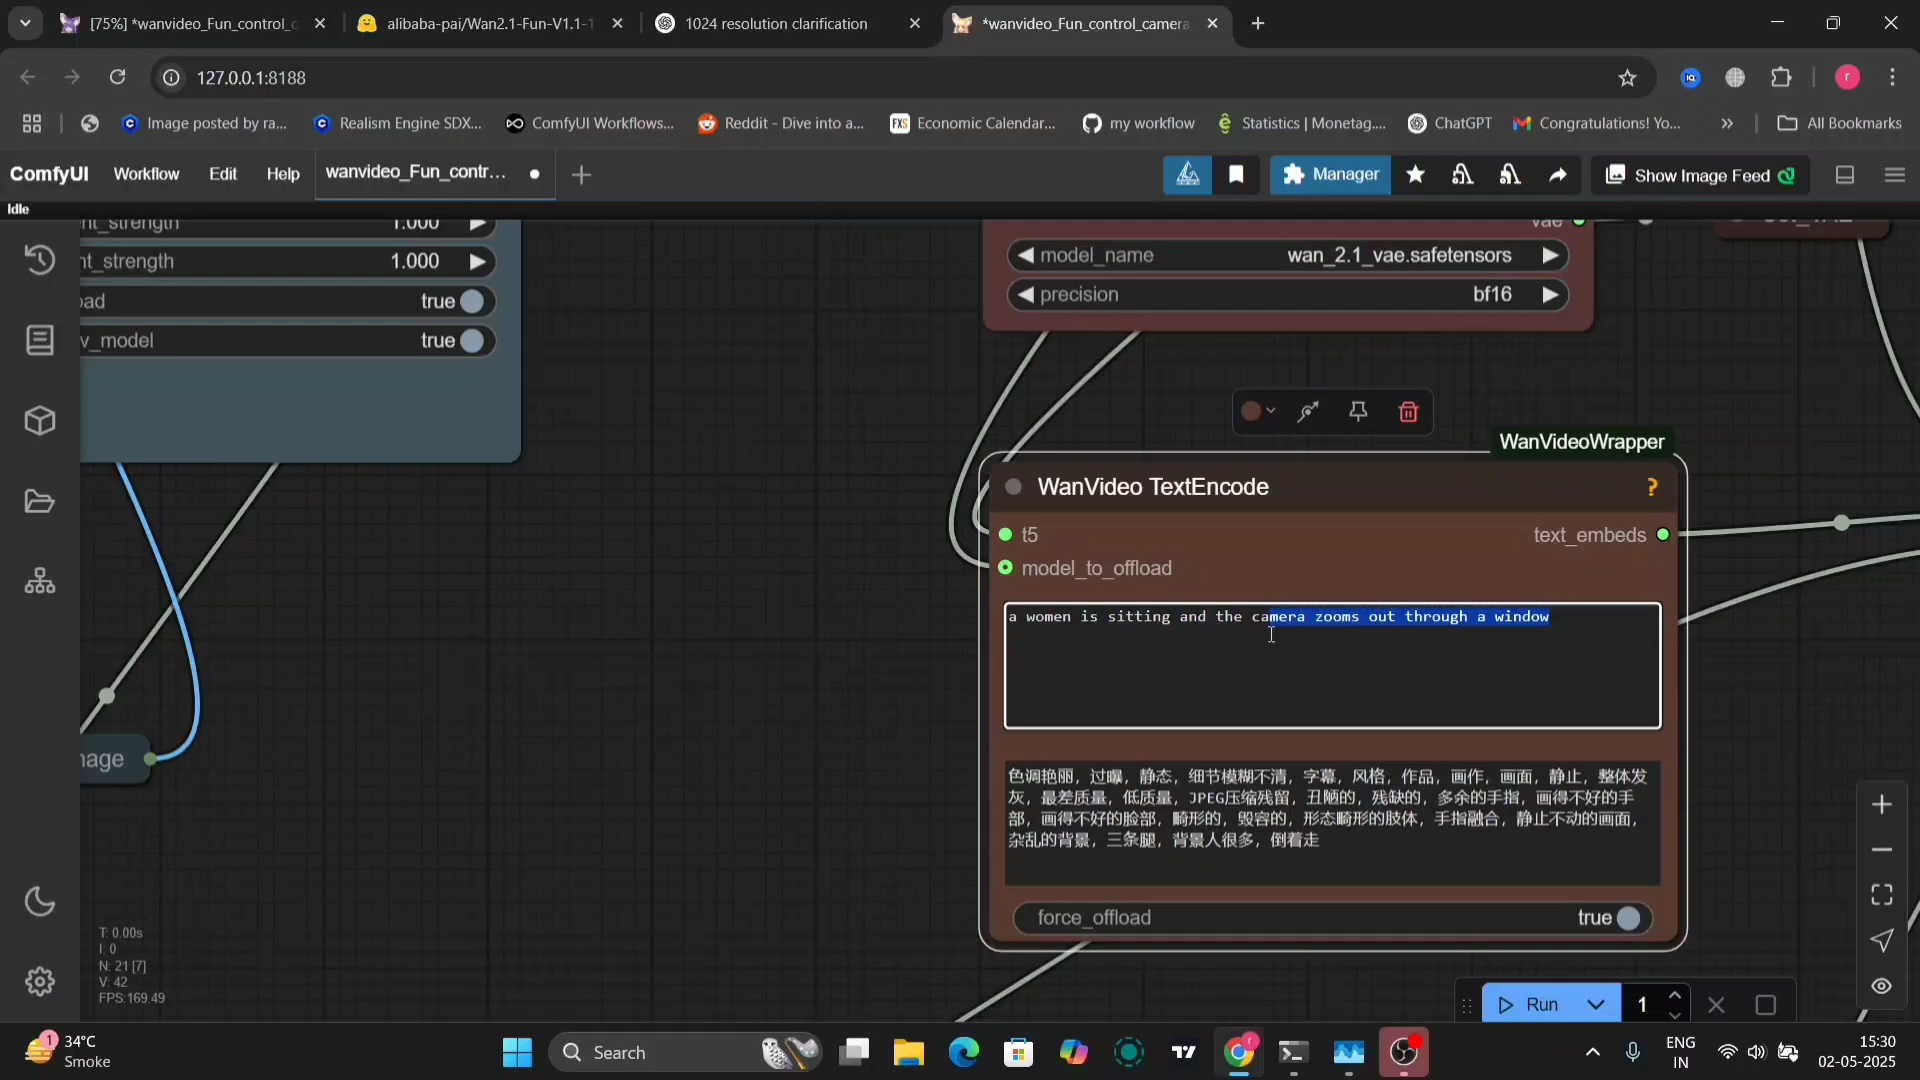 [75%] *wanvideo_Fun_control_c
alibaba-pai/Wan2.1-Fun-V1.1-1
1024 resolution clarification
*wanvideo_Fun_control_camera
127.0.0.1:8188
Image posted by ra...
Realism Engine SDX...
ComfyUI Workflows...
Reddit - Dive into a...
FXS Economic Calendar...
my workflow
Statistics | Monetag....
ChatGPT
Congratulations! Yo...
All Bookmarks
ComfyUI Workflow Edit Help wanvideo_Fun_contr...
Manager
Show Image Feed
Idle
nt_strength 1.000
nt_strength 1.000
oad true
v_model true
vae
model_name wan_2.1_vae.safetensors
precision bf16
WanVideoWrapper
WanVideo TextEncode ?
t5 text_embeds
model_to_offload
a women is sitting and the camera zooms out through a window
色调艳丽，过曝，静态，细节模糊不清，字幕，风格，作品，画作，画面，静止，整体发
灰，最差质量，低质量，JPEG压缩残留，丑陋的，残缺的，多余的手指，画得不好的手
部，画得不好的脸部，畸形的，毁容的，形态畸形的肢体，手指融合，静止不动的画面，
杂乱的背景，三条腿，背景人很多，倒着走
force_offload true
nage
T: 0.00s
I: 0
N: 21 [7]
V: 42
FPS:169.49
Run 1
1
34°C
Smoke
Search
ENG
IN
15:30
02-05-2025